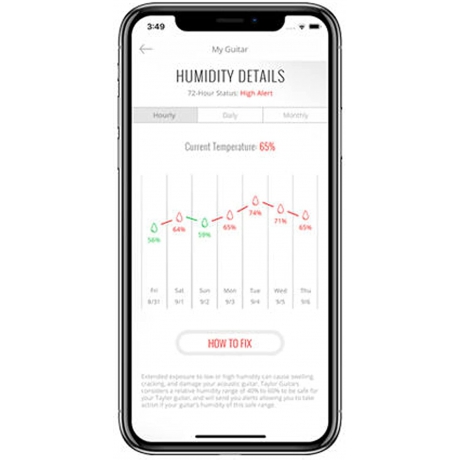 3:49
My Guitar
HUMIDITY DETAILS
72-Hour Status: High Alert
Hourly Daily Monthly
Current Temperature: 65%
56% 64% 59% 65% 74% 71% 65%
Fri Sat Sun Mon Tue Wed Thu
8/31 9/1 9/2 9/3 9/4 9/5 9/6
HOW TO FIX
Extended exposure to low or high humidity can cause swelling,
cracking, and damage your acoustic guitar. Taylor Guitars
considers a relative humidity range of 40% to 60% to be safe for
your Taylor guitar, and will send you alerts allowing you to take
action if your guitar's humidity of this safe range.